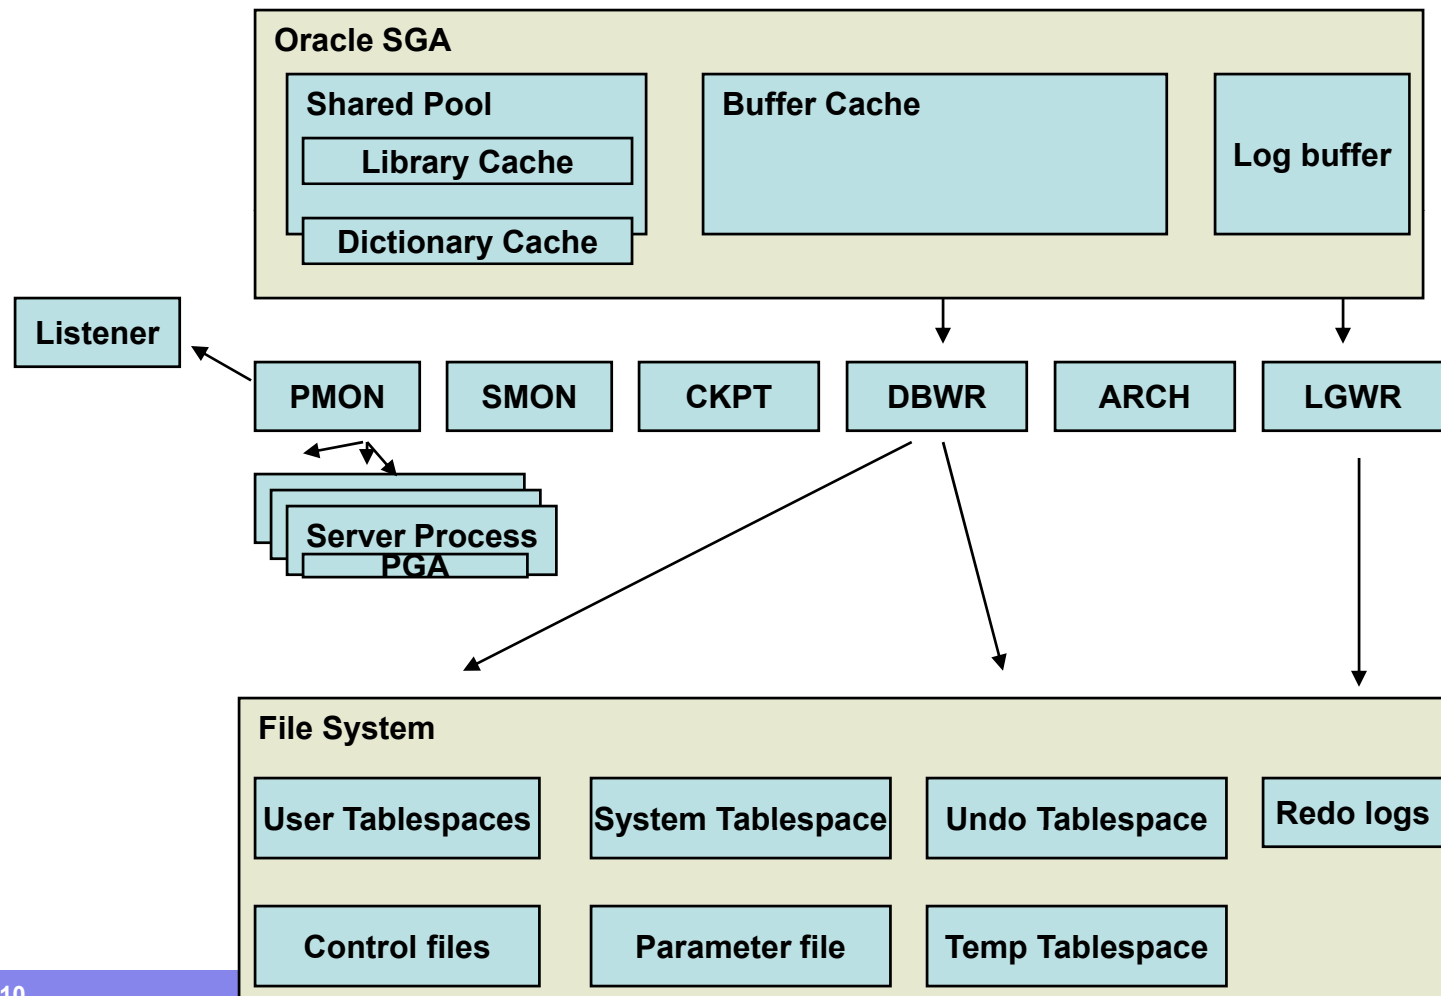 Oracle SGA
Shared Pool
Library Cache
Dictionary Cache
Buffer Cache
Log buffer
Listener
PMON
SMON
CKPT
DBWR
ARCH
LGWR
Server Process
PGA
File System
User Tablespaces
System Tablespace
Undo Tablespace
Redo logs
Control files
Parameter file
Temp Tablespace
10